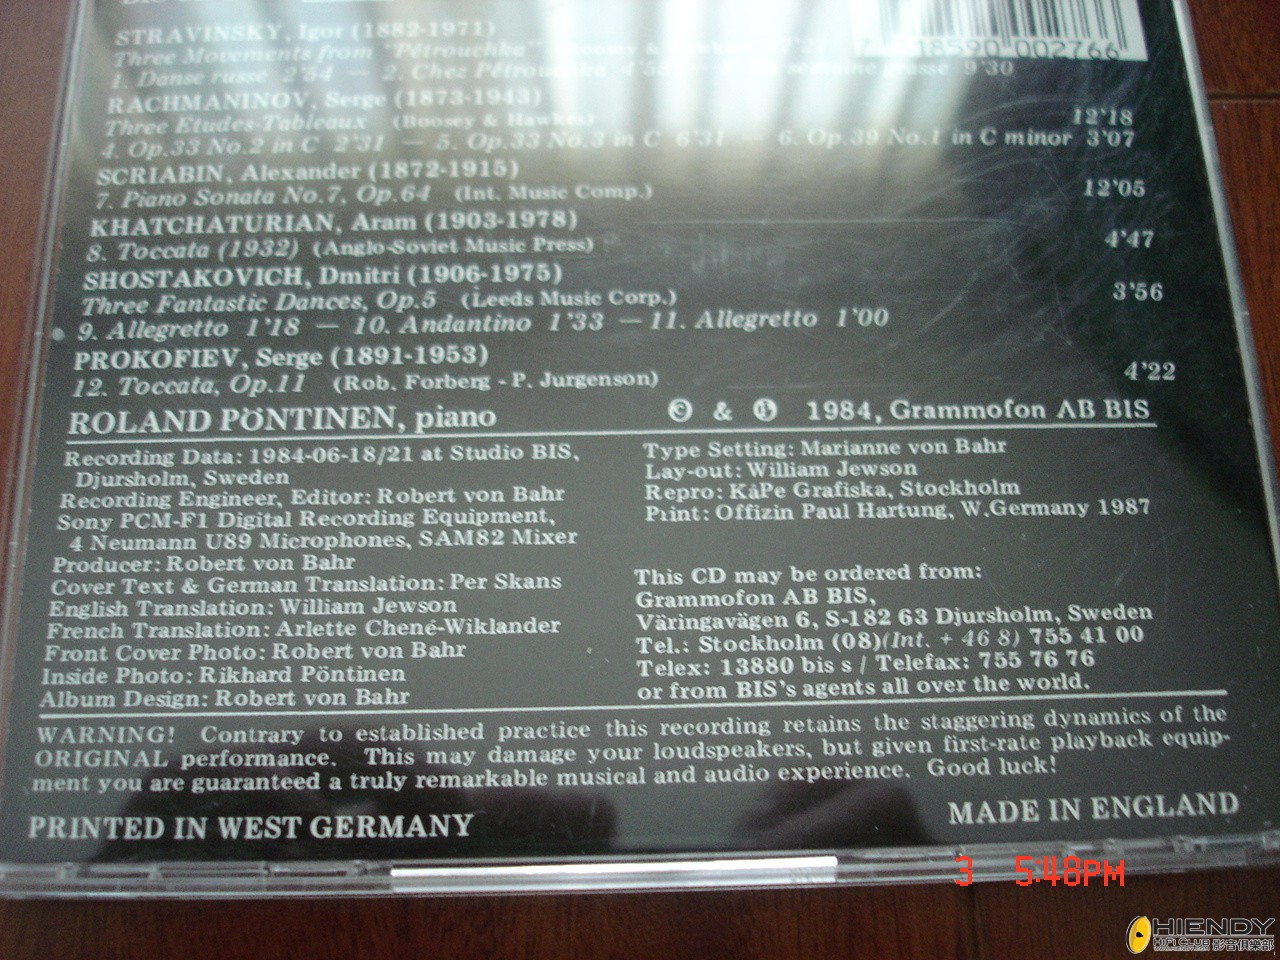 STRAVINSKY, Igor (1882-1971)
Three Movements from "Pétrouchka"
7 18590 00276 6
1. Danse russe 2'54 — 2. Chez Pétrouchka semaine grasse 9'30
RACHMANINOV, Serge (1873-1943)
Three Etudes-Tableaux (Boosey & Hawkes) 12'18
4. Op.33 No.2 in C 2'31 — 5. Op.33 No.3 in C 6'31 — 6. Op.39 No.1 in C minor 3'07
SCRIABIN, Alexander (1872-1915)
7. Piano Sonata No.7, Op.64 (Int. Music Comp.) 12'05
KHATCHATURIAN, Aram (1903-1978)
8. Toccata (1932) (Anglo-Soviet Music Press) 4'47
SHOSTAKOVICH, Dmitri (1906-1975)
Three Fantastic Dances, Op.5 (Leeds Music Corp.) 3'56
9. Allegretto 1'18 — 10. Andantino 1'33 — 11. Allegretto 1'00
PROKOFIEV, Serge (1891-1953)
12. Toccata, Op.11 (Rob. Forberg - P. Jurgenson) 4'22
ROLAND PÖNTINEN, piano © & ℗ 1984, Grammofon AB BIS
Recording Data: 1984-06-18/21 at Studio BIS,
Djursholm, Sweden
Recording Engineer, Editor: Robert von Bahr
Sony PCM-F1 Digital Recording Equipment,
4 Neumann U89 Microphones, SAM82 Mixer
Producer: Robert von Bahr
Cover Text & German Translation: Per Skans
English Translation: William Jewson
French Translation: Arlette Chené-Wiklander
Front Cover Photo: Robert von Bahr
Inside Photo: Rikhard Pöntinen
Album Design: Robert von Bahr
Type Setting: Marianne von Bahr
Lay-out: William Jewson
Repro: KåPe Grafiska, Stockholm
Print: Offizin Paul Hartung, W.Germany 1987
This CD may be ordered from:
Grammofon AB BIS,
Väringavägen 6, S-182 63 Djursholm, Sweden
Tel.: Stockholm (08)(Int. + 46 8) 755 41 00
Telex: 13880 bis s / Telefax: 755 76 76
or from BIS's agents all over the world.
WARNING! Contrary to established practice this recording retains the staggering dynamics of the
ORIGINAL performance. This may damage your loudspeakers, but given first-rate playback equip-
ment you are guaranteed a truly remarkable musical and audio experience. Good luck!
PRINTED IN WEST GERMANY MADE IN ENGLAND
3 5:48PM
HIENDY
HIFI CLUB 影音俱樂部